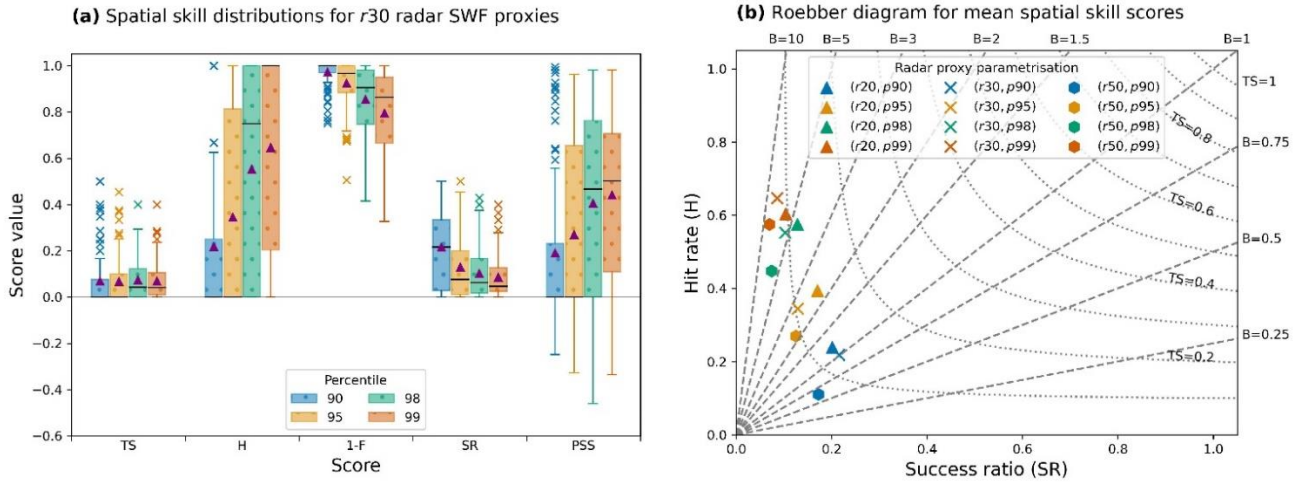 (a) Spatial skill distributions for r30 radar SWF proxies
1.0
0.8
0.6
0.4
0.2
0.0
−0.2
−0.4
−0.6
Score value
Percentile
90 98
95 99
TS H 1-F SR PSS
Score
(b) Roebber diagram for mean spatial skill scores
B=10 B=5 B=3 B=2 B=1.5 B=1
Radar proxy parametrisation
(r20, p90) (r30, p90) (r50, p90)
(r20, p95) (r30, p95) (r50, p95)
(r20, p98) (r30, p98) (r50, p98)
(r20, p99) (r30, p99) (r50, p99)
TS=1
TS=0.8
B=0.75
TS=0.6
B=0.5
TS=0.4
B=0.25
TS=0.2
1.0
0.8
0.6
0.4
0.2
0.0
Hit rate (H)
0.0 0.2 0.4 0.6 0.8 1.0
Success ratio (SR)